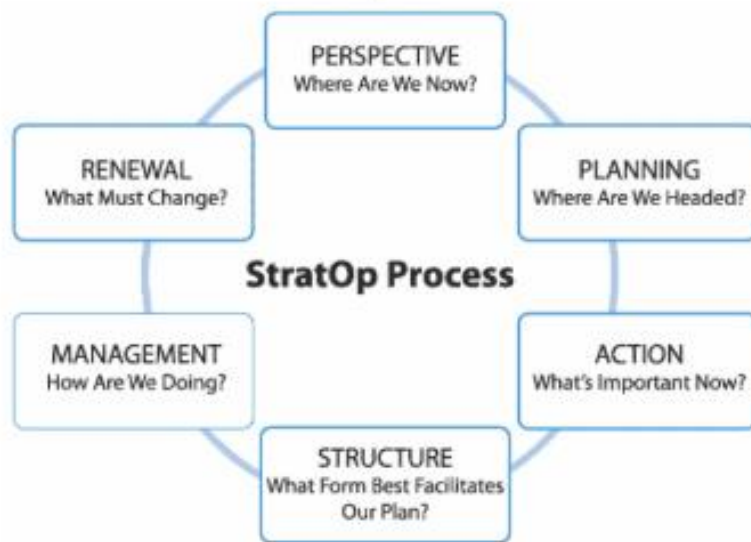 PERSPECTIVE
Where Are We Now?
PLANNING
Where Are We Headed?
ACTION
What's Important Now?
STRUCTURE
What Form Best Facilitates
Our Plan?
MANAGEMENT
How Are We Doing?
RENEWAL
What Must Change?
StratOp Process